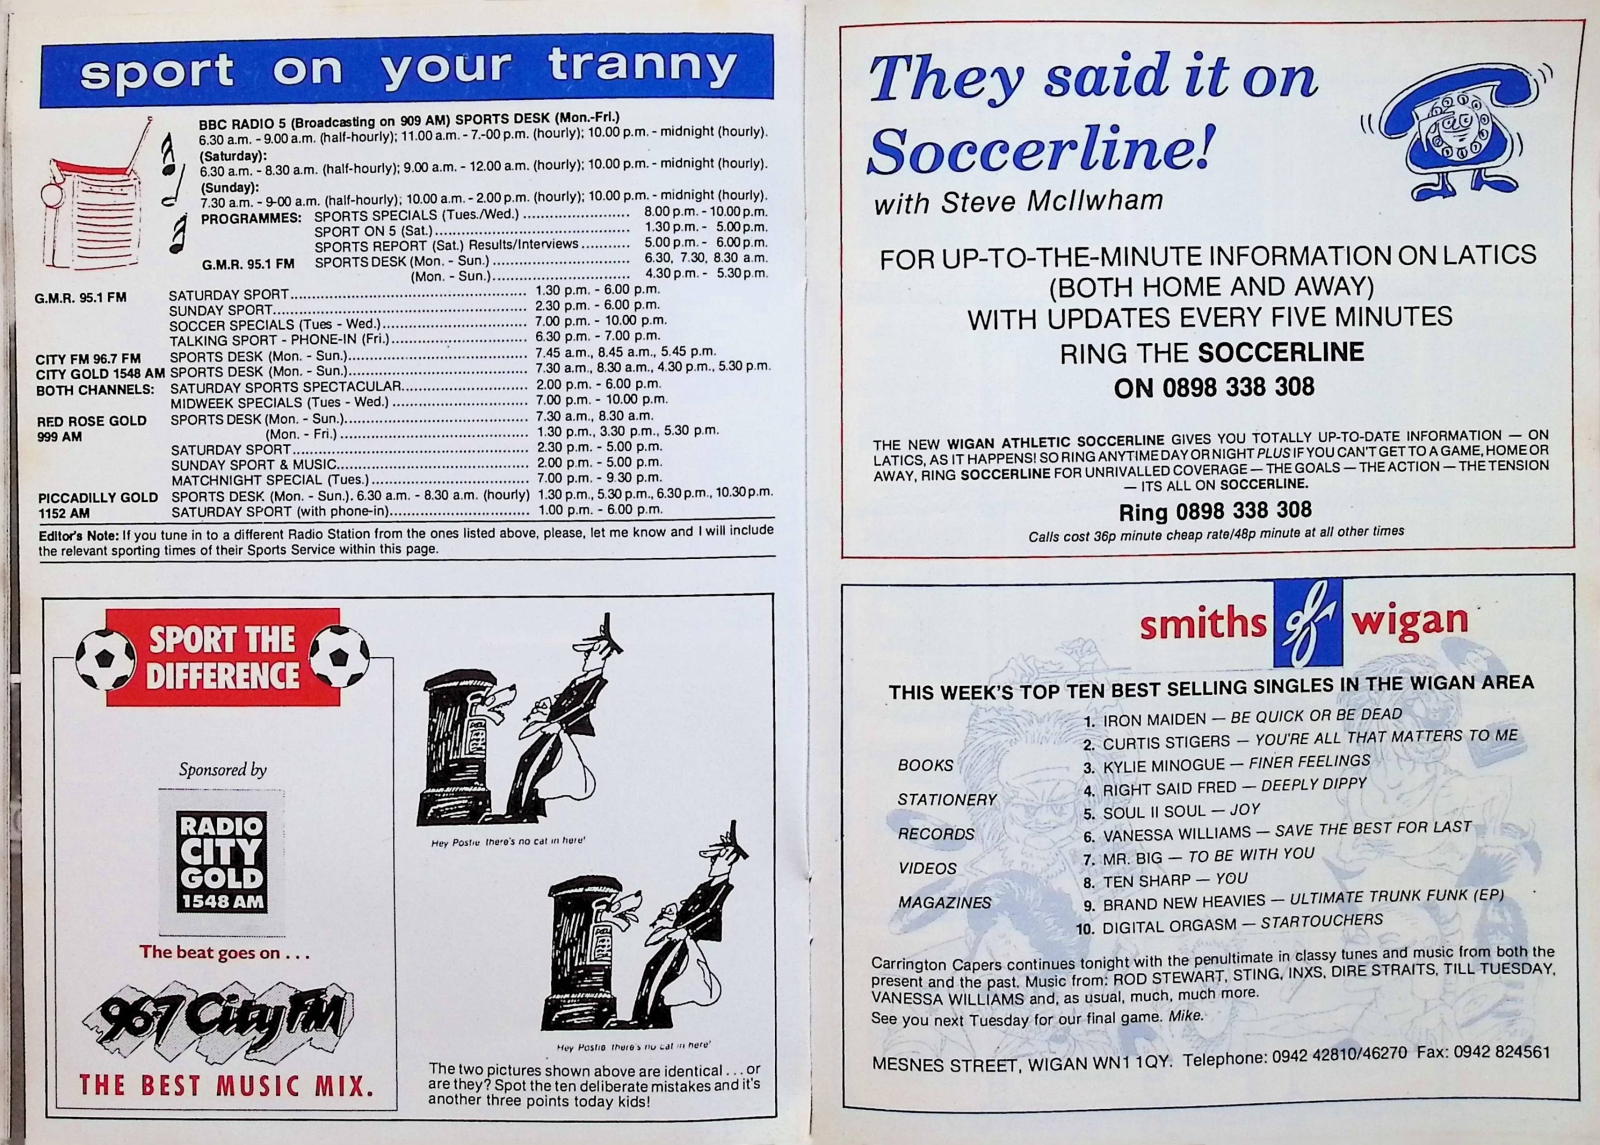 sport on your tranny
BBC RADIO 5 (Broadcasting on 909 AM) SPORTS DESK (Mon.-Fri.)
6.30 a.m. - 9.00 a.m. (half-hourly); 11.00 a.m. - 7.-00 p.m. (hourly); 10.00 p.m. - midnight (hourly).
(Saturday):
6.30 a.m. - 8.30 a.m. (half-hourly); 9.00 a.m. - 12.00 a.m. (hourly); 10.00 p.m. - midnight (hourly).
(Sunday):
7.30 a.m. - 9-00 a.m. (half-hourly); 10.00 a.m. - 2.00 p.m. (hourly); 10.00 p.m. - midnight (hourly).
PROGRAMMES: SPORTS SPECIALS (Tues./Wed.) ........................... 8.00 p.m. - 10.00 p.m.
SPORT ON 5 (Sat.) ................................................ 1.30 p.m. - 5.00 p.m.
SPORTS REPORT (Sat.) Results/Interviews ............ 5.00 p.m. - 6.00 p.m.
G.M.R. 95.1 FM SPORTS DESK (Mon. - Sun.) ................................... 6.30, 7.30, 8.30 a.m.
(Mon. - Sun.) ................................... 4.30 p.m. - 5.30 p.m.
G.M.R. 95.1 FM SATURDAY SPORT .......................................................... 1.30 p.m. - 6.00 p.m.
SUNDAY SPORT .............................................................. 2.30 p.m. - 6.00 p.m.
SOCCER SPECIALS (Tues - Wed.) ................................... 7.00 p.m. - 10.00 p.m.
TALKING SPORT - PHONE-IN (Fri.) ................................. 6.30 p.m. - 7.00 p.m.
CITY FM 96.7 FM SPORTS DESK (Mon. - Sun.) ............................................ 7.45 a.m., 8.45 a.m., 5.45 p.m.
CITY GOLD 1548 AM SPORTS DESK (Mon. - Sun.) ............................................ 7.30 a.m., 8.30 a.m., 4.30 p.m., 5.30 p.m.
BOTH CHANNELS: SATURDAY SPORTS SPECTACULAR ............................... 2.00 p.m. - 6.00 p.m.
MIDWEEK SPECIALS (Tues - Wed.) ................................. 7.00 p.m. - 10.00 p.m.
RED ROSE GOLD SPORTS DESK (Mon. - Sun.) ............................................ 7.30 a.m., 8.30 a.m.
999 AM (Mon. - Fri.) .............................................. 1.30 p.m., 3.30 p.m., 5.30 p.m.
SATURDAY SPORT .......................................................... 2.30 p.m. - 5.00 p.m.
SUNDAY SPORT & MUSIC ............................................... 2.00 p.m. - 5.00 p.m.
MATCHNIGHT SPECIAL (Tues.) ...................................... 7.00 p.m. - 9.30 p.m.
PICCADILLY GOLD SPORTS DESK (Mon. - Sun.). 6.30 a.m. - 8.30 a.m. (hourly) 1.30 p.m., 5.30 p.m., 6.30 p.m., 10.30 p.m.
1152 AM SATURDAY SPORT (with phone-in) .................................. 1.00 p.m. - 6.00 p.m.
Editor's Note: If you tune in to a different Radio Station from the ones listed above, please, let me know and I will include
the relevant sporting times of their Sports Service within this page.
SPORT THE
DIFFERENCE
Sponsored by
RADIO
CITY
GOLD
1548 AM
The beat goes on . . .
96.7 City FM
THE BEST MUSIC MIX.
Hey Postie there's no cat in here'
Hey Postie there's no cat in here'
The two pictures shown above are identical . . . or
are they? Spot the ten deliberate mistakes and it's
another three points today kids!
They said it on
Soccerline!
with Steve McIlwham
FOR UP-TO-THE-MINUTE INFORMATION ON LATICS
(BOTH HOME AND AWAY)
WITH UPDATES EVERY FIVE MINUTES
RING THE SOCCERLINE
ON 0898 338 308
THE NEW WIGAN ATHLETIC SOCCERLINE GIVES YOU TOTALLY UP-TO-DATE INFORMATION — ON
LATICS, AS IT HAPPENS! SO RING ANYTIME DAY OR NIGHT PLUS IF YOU CAN'T GET TO A GAME, HOME OR
AWAY, RING SOCCERLINE FOR UNRIVALLED COVERAGE — THE GOALS — THE ACTION — THE TENSION
— ITS ALL ON SOCCERLINE.
Ring 0898 338 308
Calls cost 36p minute cheap rate/48p minute at all other times
smiths of wigan
THIS WEEK'S TOP TEN BEST SELLING SINGLES IN THE WIGAN AREA
BOOKS
STATIONERY
RECORDS
VIDEOS
MAGAZINES
1. IRON MAIDEN — BE QUICK OR BE DEAD
2. CURTIS STIGERS — YOU'RE ALL THAT MATTERS TO ME
3. KYLIE MINOGUE — FINER FEELINGS
4. RIGHT SAID FRED — DEEPLY DIPPY
5. SOUL II SOUL — JOY
6. VANESSA WILLIAMS — SAVE THE BEST FOR LAST
7. MR. BIG — TO BE WITH YOU
8. TEN SHARP — YOU
9. BRAND NEW HEAVIES — ULTIMATE TRUNK FUNK (EP)
10. DIGITAL ORGASM — STARTOUCHERS
Carrington Capers continues tonight with the penultimate in classy tunes and music from both the
present and the past. Music from: ROD STEWART, STING, INXS, DIRE STRAITS, TILL TUESDAY,
VANESSA WILLIAMS and, as usual, much, much more.
See you next Tuesday for our final game. Mike.
MESNES STREET, WIGAN WN1 1QY. Telephone: 0942 42810/46270 Fax: 0942 824561